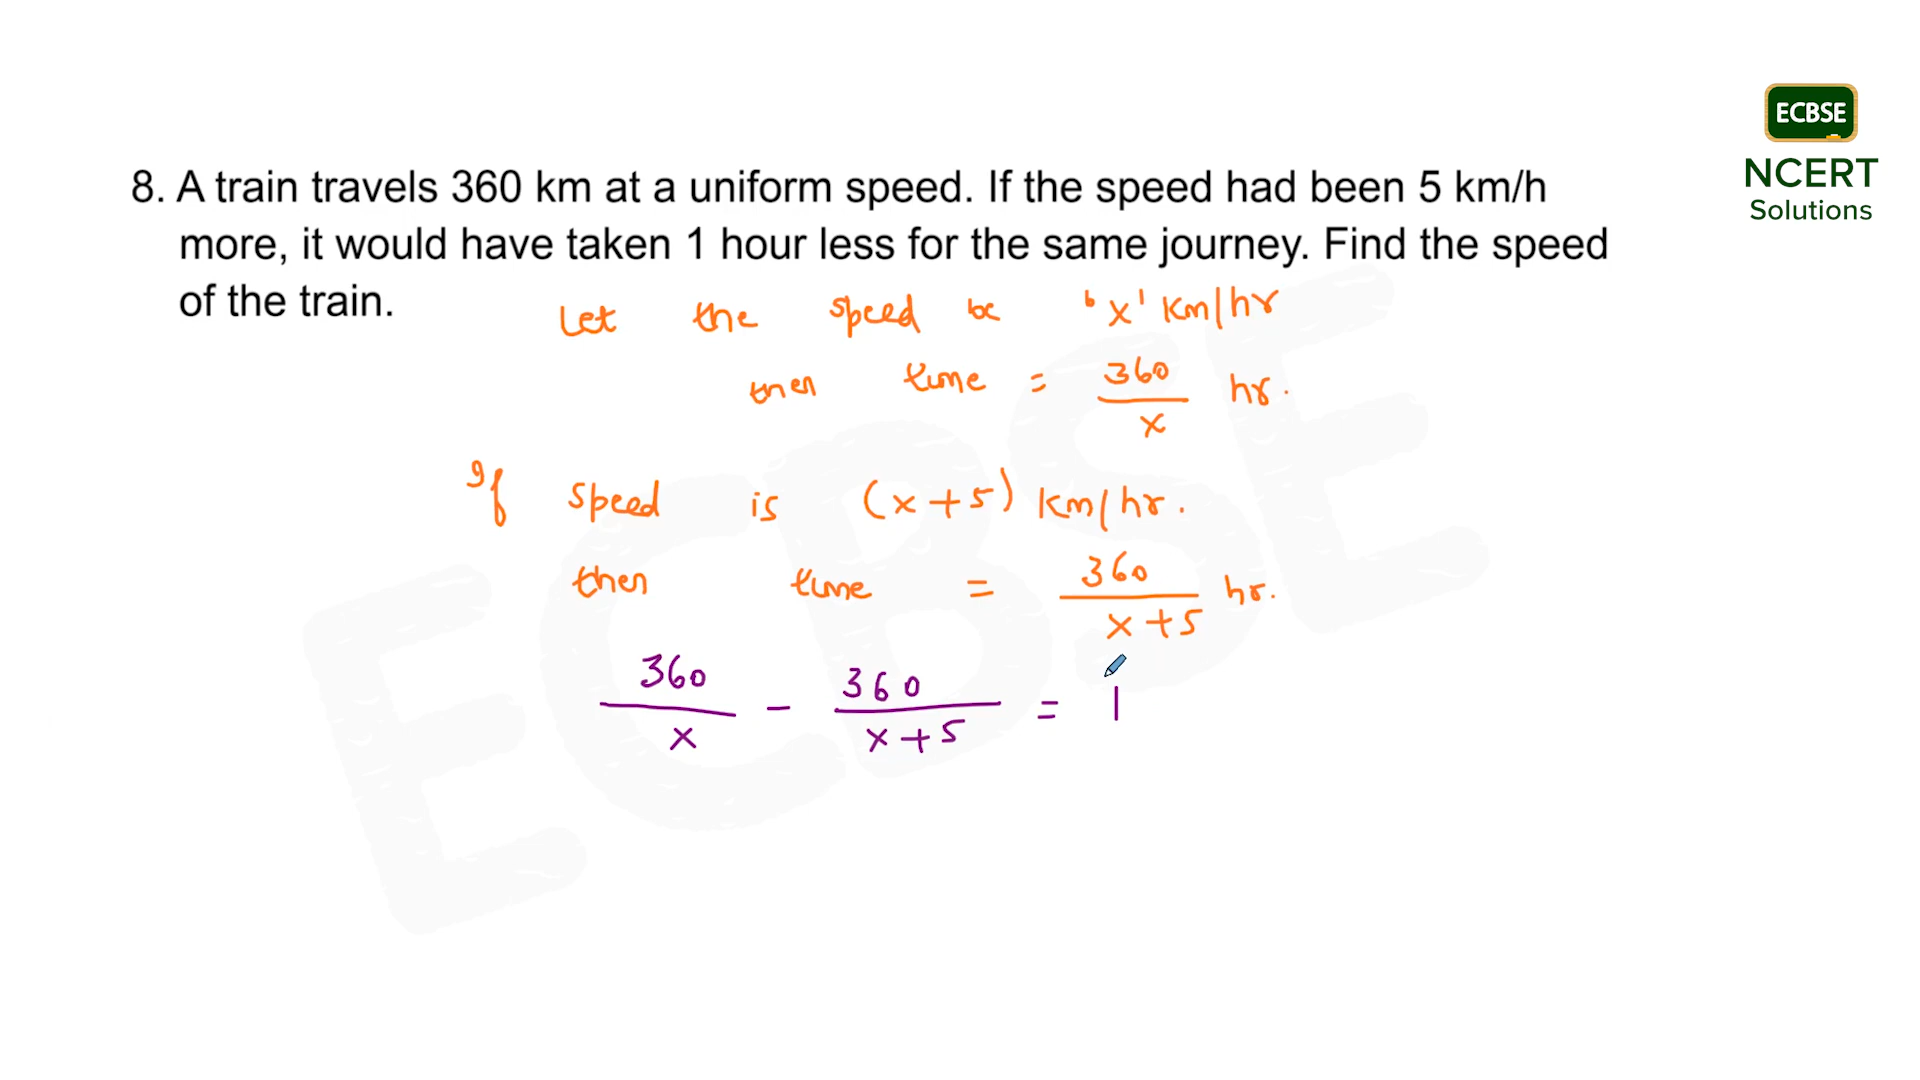 ECBSE
NCERT
Solutions
8. A train travels 360 km at a uniform speed. If the speed had been 5 km/h
more, it would have taken 1 hour less for the same journey. Find the speed
of the train.
Let the speed be 'x' Km/hr
then time = 360/x hr.
If speed is (x+5) Km/hr.
then time = 360/x+5 hr.
360/x - 360/x+5 = 1
ECBSE